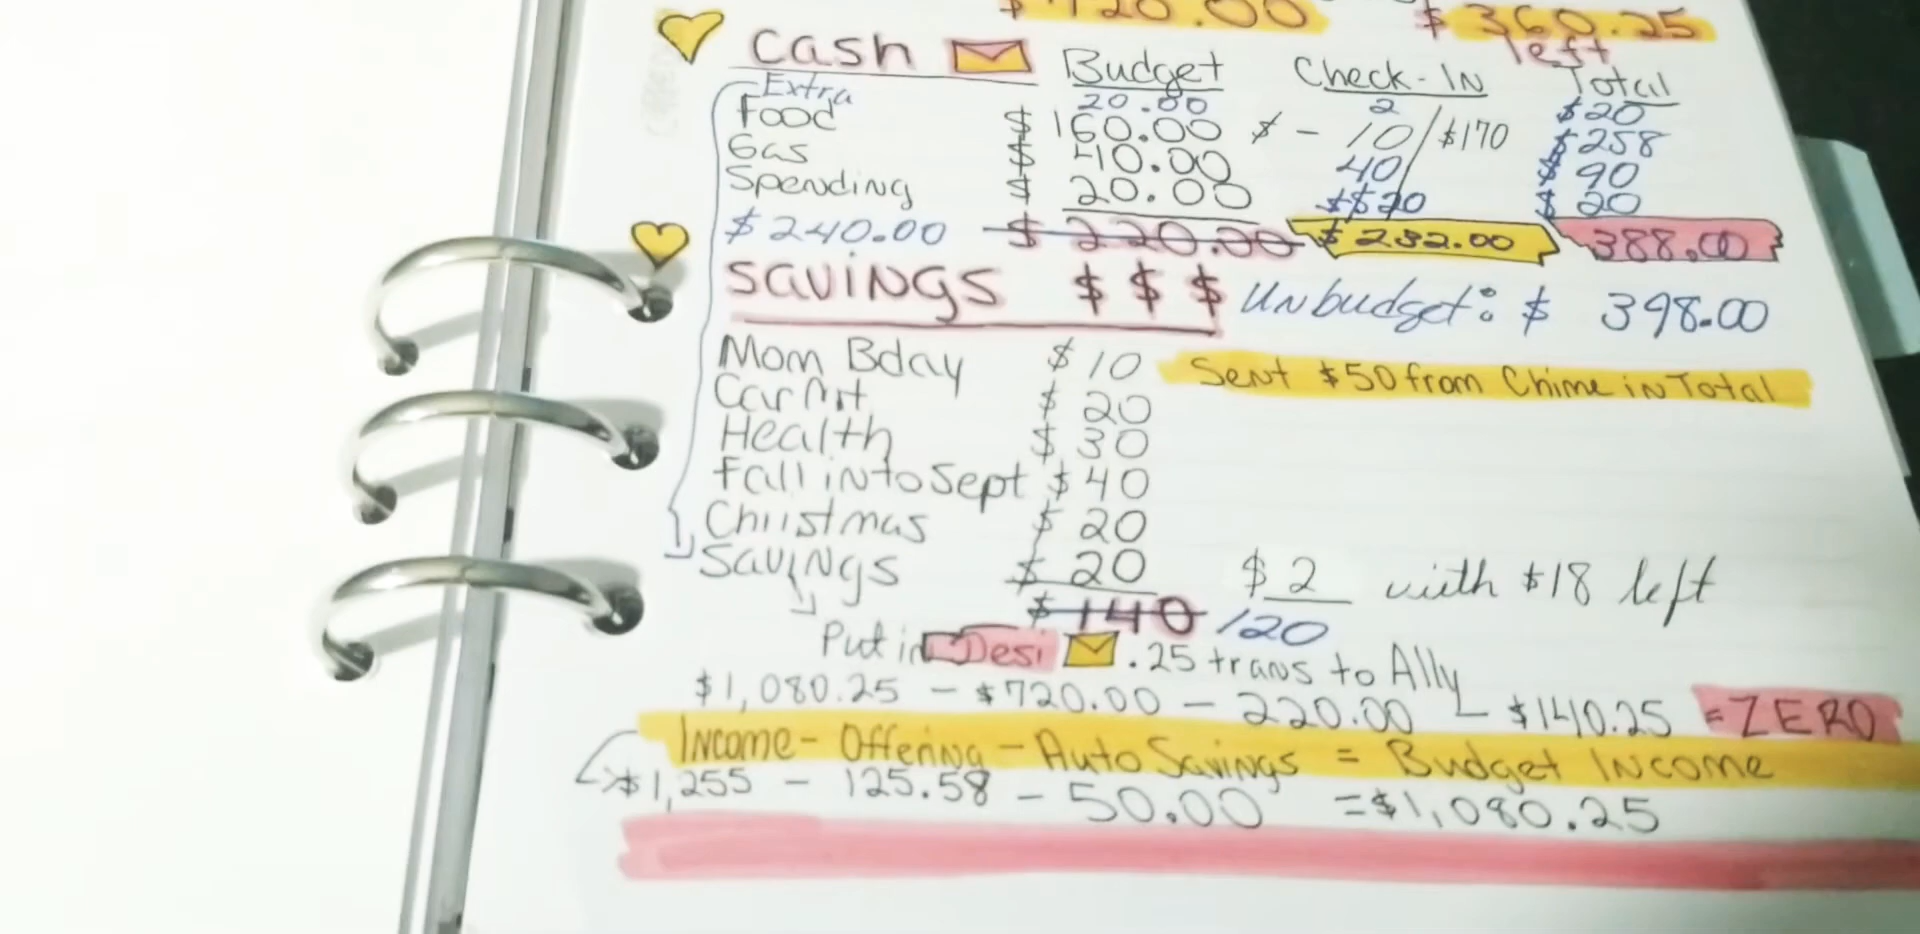 $ 720.00 $ 360.25
left
Cash Budget Check-IN Total
Extra 20.00 2 $20
Food $ 160.00 $ - 10 / $170 $ 258
Gas $ 40.00 40 $ 90
Spending $ 20.00 $20 $ 20
$240.00 $ 220.00 $ 232.00 388.00
SAVINGS $ $ $ UNbudget: $ 398.00
Mom Bday $ 10 Sent $50 from Chime in Total
$ 20
Health $ 30
Fall into Sept $ 40
Christmas $ 20
SAVINGS $ 20 $ 2 with $18 left
$ 140 120
Put in Desi .25 trans to Ally
$1,080.25 - $720.00 - 220.00 - $140.25 = ZERO
Income - Offering - Auto Savings = Budget Income
$1,255 - 125.58 - 50.00 = $1,080.25